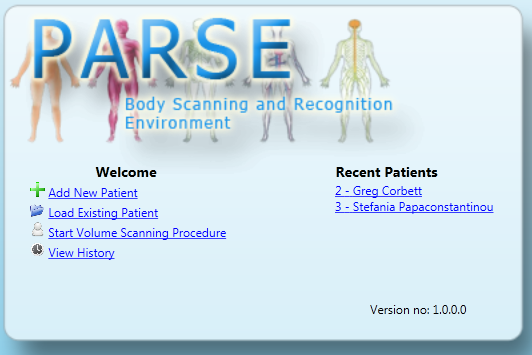 PARSE
Body Scanning and Recognition
Environment
Welcome
Add New Patient
Load Existing Patient
Start Volume Scanning Procedure
View History
Recent Patients
2 - Greg Corbett
3 - Stefania Papaconstantinou
Version no: 1.0.0.0